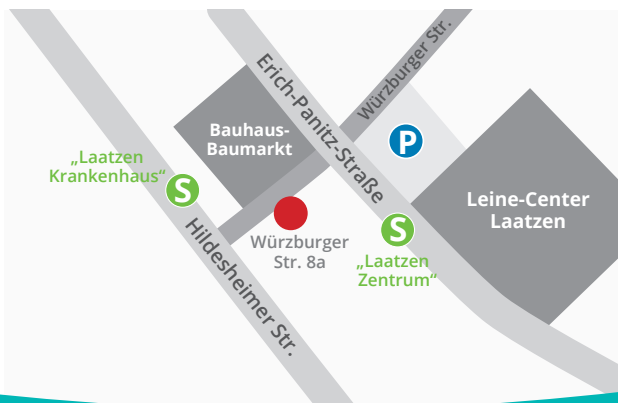 Würzburger Str.
Erich-Panitz-Straße
Bauhaus-
Baumarkt
P
„Laatzen
Krankenhaus“
S
Leine-Center
Laatzen
S
Hildesheimer Str.
Würzburger
Str. 8a
„Laatzen
Zentrum“